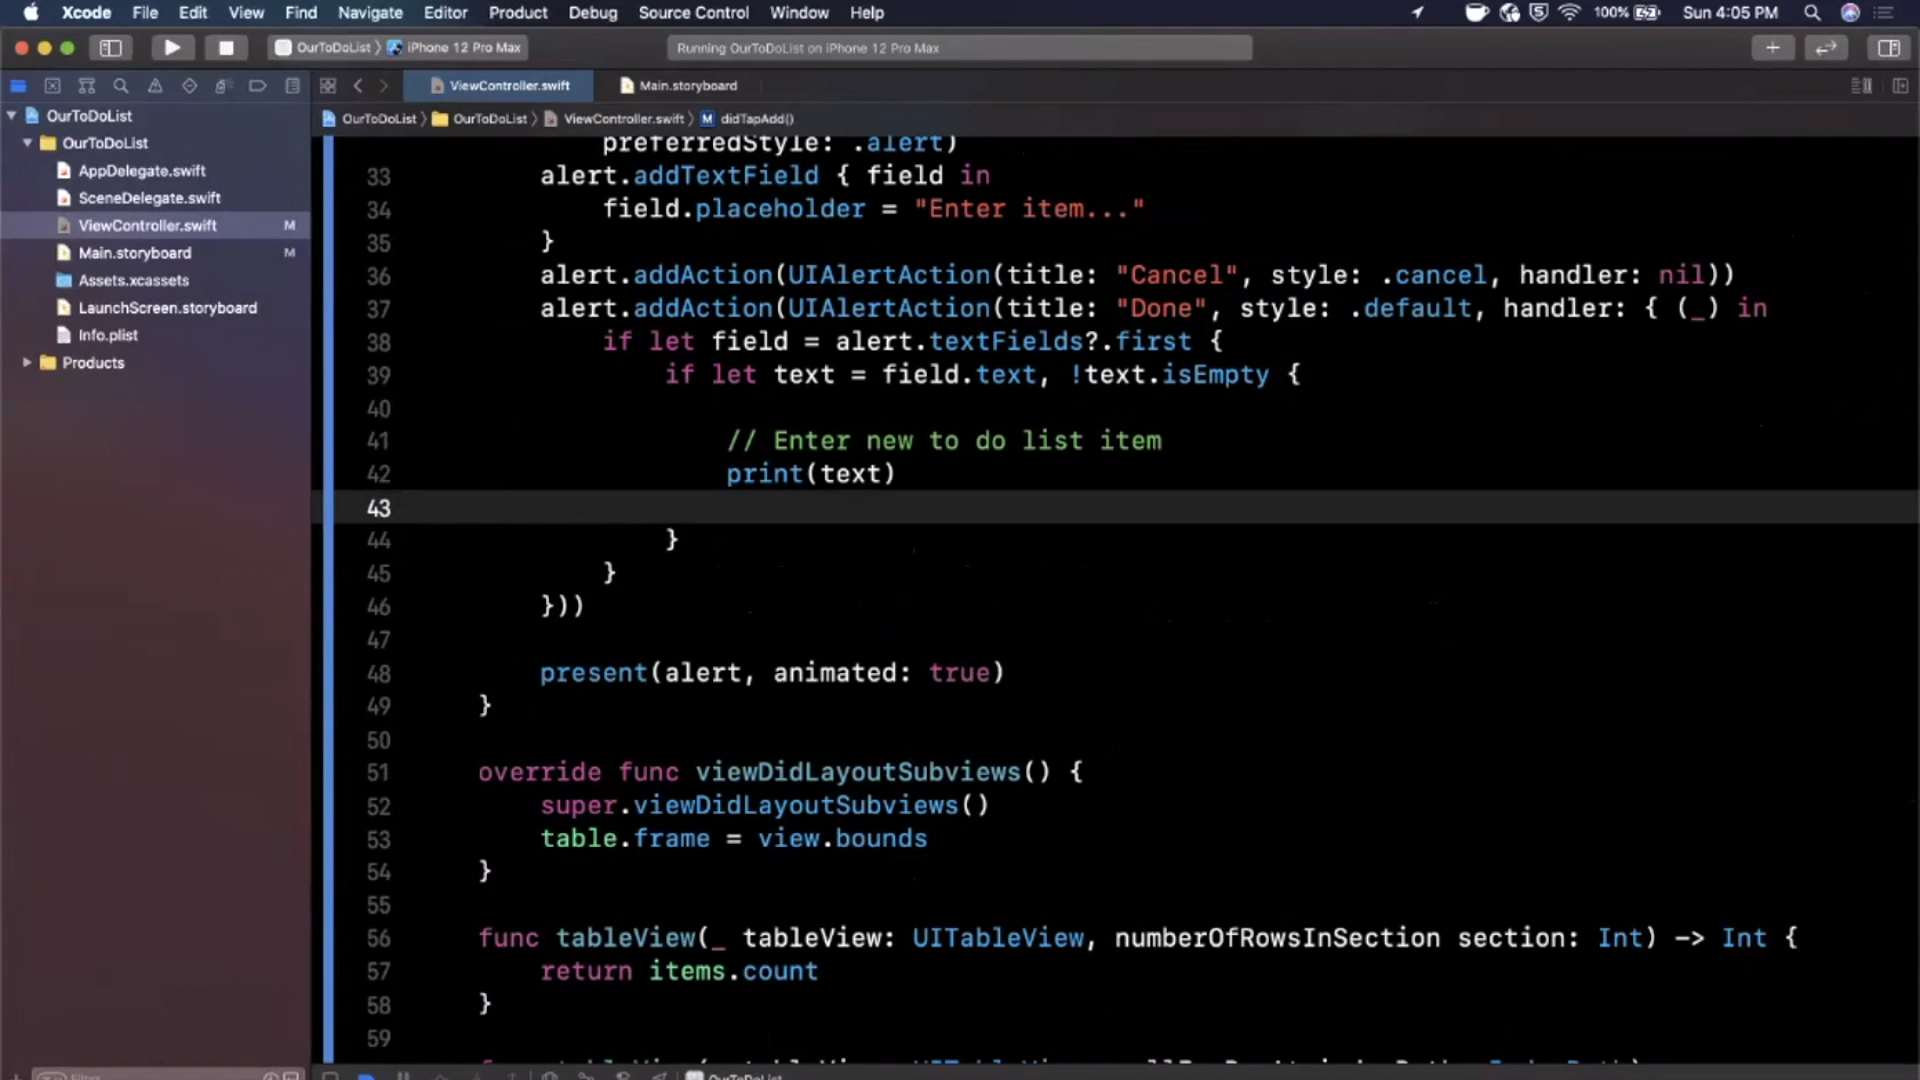 Xcode File Edit View Find Navigate Editor Product Debug Source Control Window Help 100% Sun 4:05 PM
OurToDoList iPhone 12 Pro Max Running OurToDoList on iPhone 12 Pro Max
ViewController.swift Main.storyboard
OurToDoList OurToDoList ViewController.swift M didTapAdd()
OurToDoList
OurToDoList
AppDelegate.swift
SceneDelegate.swift
ViewController.swift M
Main.storyboard M
Assets.xcassets
LaunchScreen.storyboard
Info.plist
Products
preferredStyle: .alert)
33 alert.addTextField { field in
34 field.placeholder = "Enter item..."
35 }
36 alert.addAction(UIAlertAction(title: "Cancel", style: .cancel, handler: nil))
37 alert.addAction(UIAlertAction(title: "Done", style: .default, handler: { (_) in
38 if let field = alert.textFields?.first {
39 if let text = field.text, !text.isEmpty {
40
41 // Enter new to do list item
42 print(text)
43
44 }
45 }
46 }))
47
48 present(alert, animated: true)
49 }
50
51 override func viewDidLayoutSubviews() {
52 super.viewDidLayoutSubviews()
53 table.frame = view.bounds
54 }
55
56 func tableView(_ tableView: UITableView, numberOfRowsInSection section: Int) -> Int {
57 return items.count
58 }
59
OurToDoList